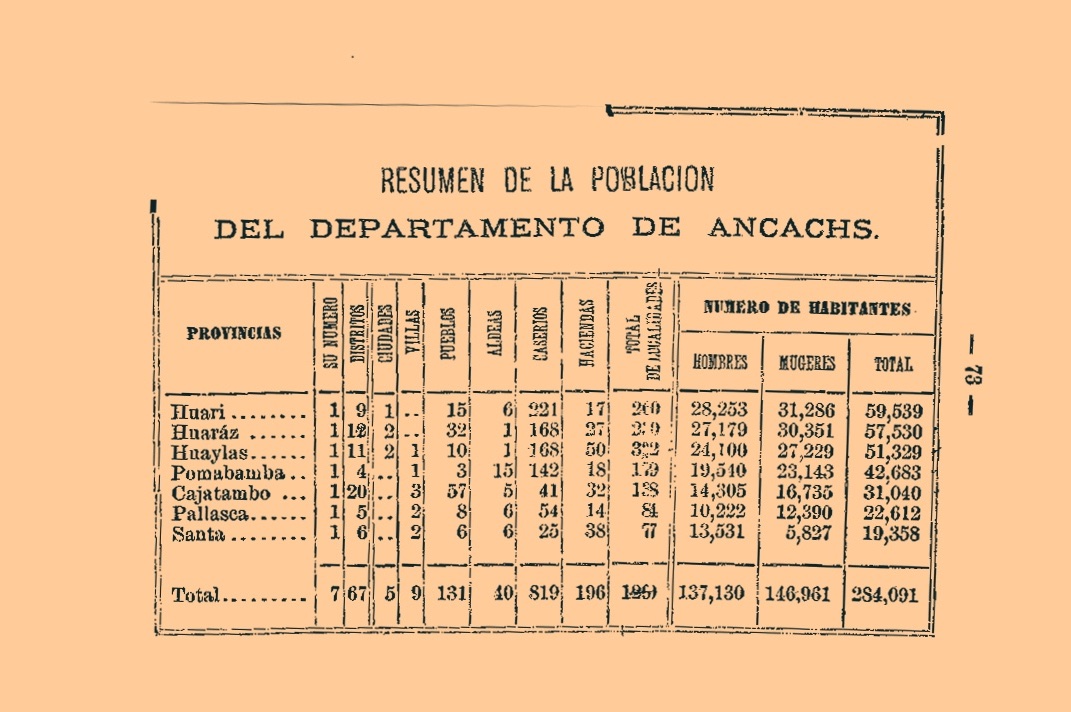 RESUMEN DE LA POBLACION
DEL DEPARTAMENTO DE ANCACHS.
PROVINCIAS SU NUMERO DISTRITOS CIUDADES VILLAS PUEBLOS ALDEAS CASERIOS HACIENDAS TOTAL DE LOCALIDADES NUMERO DE HABITANTES
HOMBRES MUGERES TOTAL
Huari ........ 1 9 1 .. 15 6 221 17 28,253 31,286 59,539
Huaráz ...... 1 12 2 .. 32 1 168 27 27,179 30,351 57,530
Huaylas...... 1 11 2 1 10 1 168 50 24,100 27,229 51,329
Pomabamba.. 1 4 .. 1 3 15 142 18 19,540 23,143 42,683
Cajatambo ... 1 20 .. 3 57 5 41 32 138 14,305 16,735 31,040
Pallasca...... 1 5 .. 2 8 6 54 14 84 10,222 12,390 22,612
Santa ........ 1 6 .. 2 6 6 25 38 77 13,531 5,827 19,358
Total......... 7 67 5 9 131 40 819 196 137,130 146,961 284,091
— 73 —